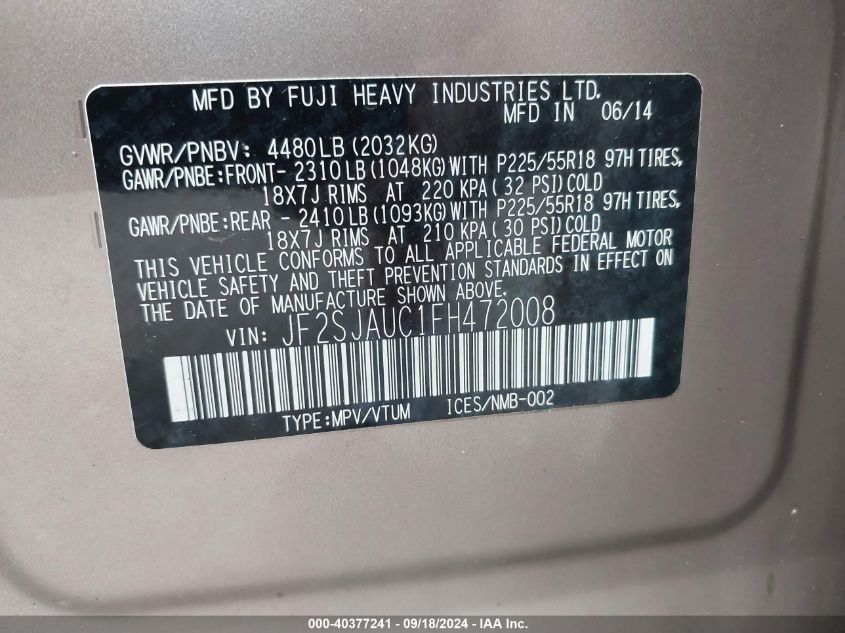 MFD BY FUJI HEAVY INDUSTRIES LTD.
MFD IN 06/14
GVWR/PNBV: 4480LB (2032KG)
GAWR/PNBE:FRONT- 2310LB (1048KG)WITH P225/55R18 97H TIRES,
18X7J RIMS AT 220 KPA (32 PSI)COLD
GAWR/PNBE:REAR - 2410LB (1093KG)WITH P225/55R18 97H TIRES,
18X7J RIMS AT 210 KPA (30 PSI)COLD
THIS VEHICLE CONFORMS TO ALL APPLICABLE FEDERAL MOTOR
VEHICLE SAFETY AND THEFT PREVENTION STANDARDS IN EFFECT ON
THE DATE OF MANUFACTURE SHOWN ABOVE.
VIN: JF2SJAUC1FH472008
TYPE:MPV/VTUM ICES/NMB-002
000-40377241 - 09/18/2024 - IAA Inc.